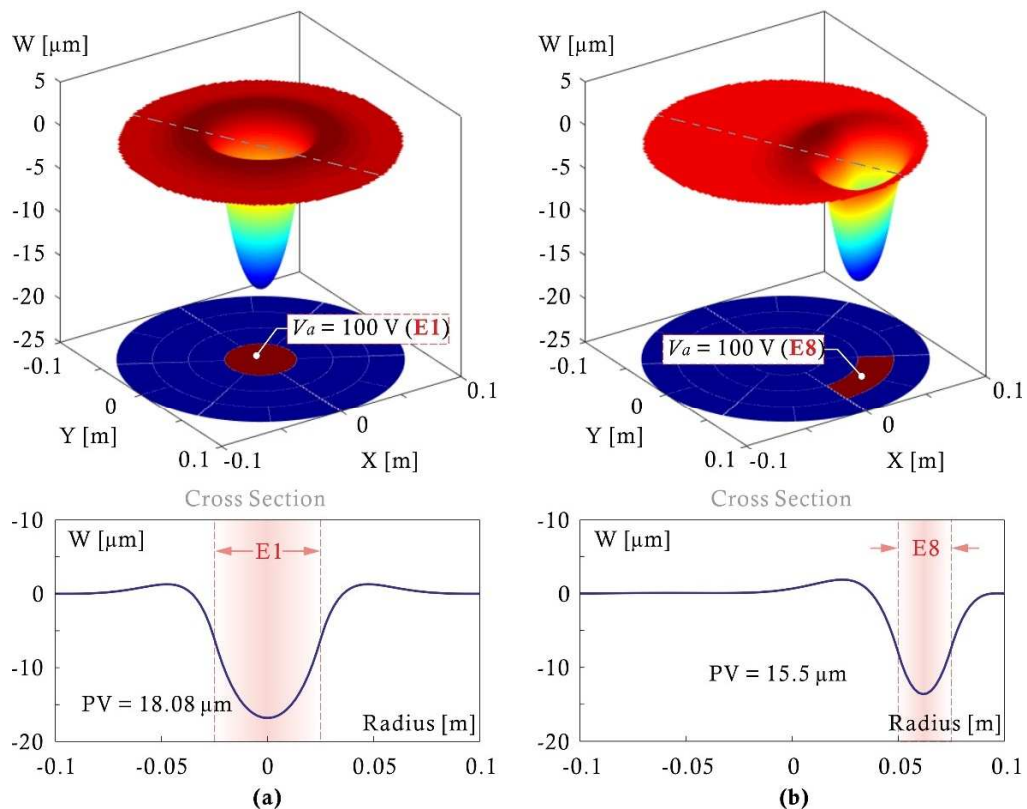 W [µm]
5
0
-5
-10
-15
-20
-25
-0.1
0
0.1
Y [m]
-0.1
0
0.1
X [m]
Va = 100 V (E1)
W [µm]
5
0
-5
-10
-15
-20
-25
-0.1
0
0.1
Y [m]
-0.1
0
0.1
X [m]
Va = 100 V (E8)
Cross Section
-10
0
-10
-20
W [µm]
E1
PV = 18.08 µm
Radius [m]
-0.1
-0.05
0
0.05
0.1
(a)
Cross Section
-10
0
-10
-20
W [µm]
E8
PV = 15.5 µm
Radius [m]
-0.1
-0.05
0
0.05
0.1
(b)